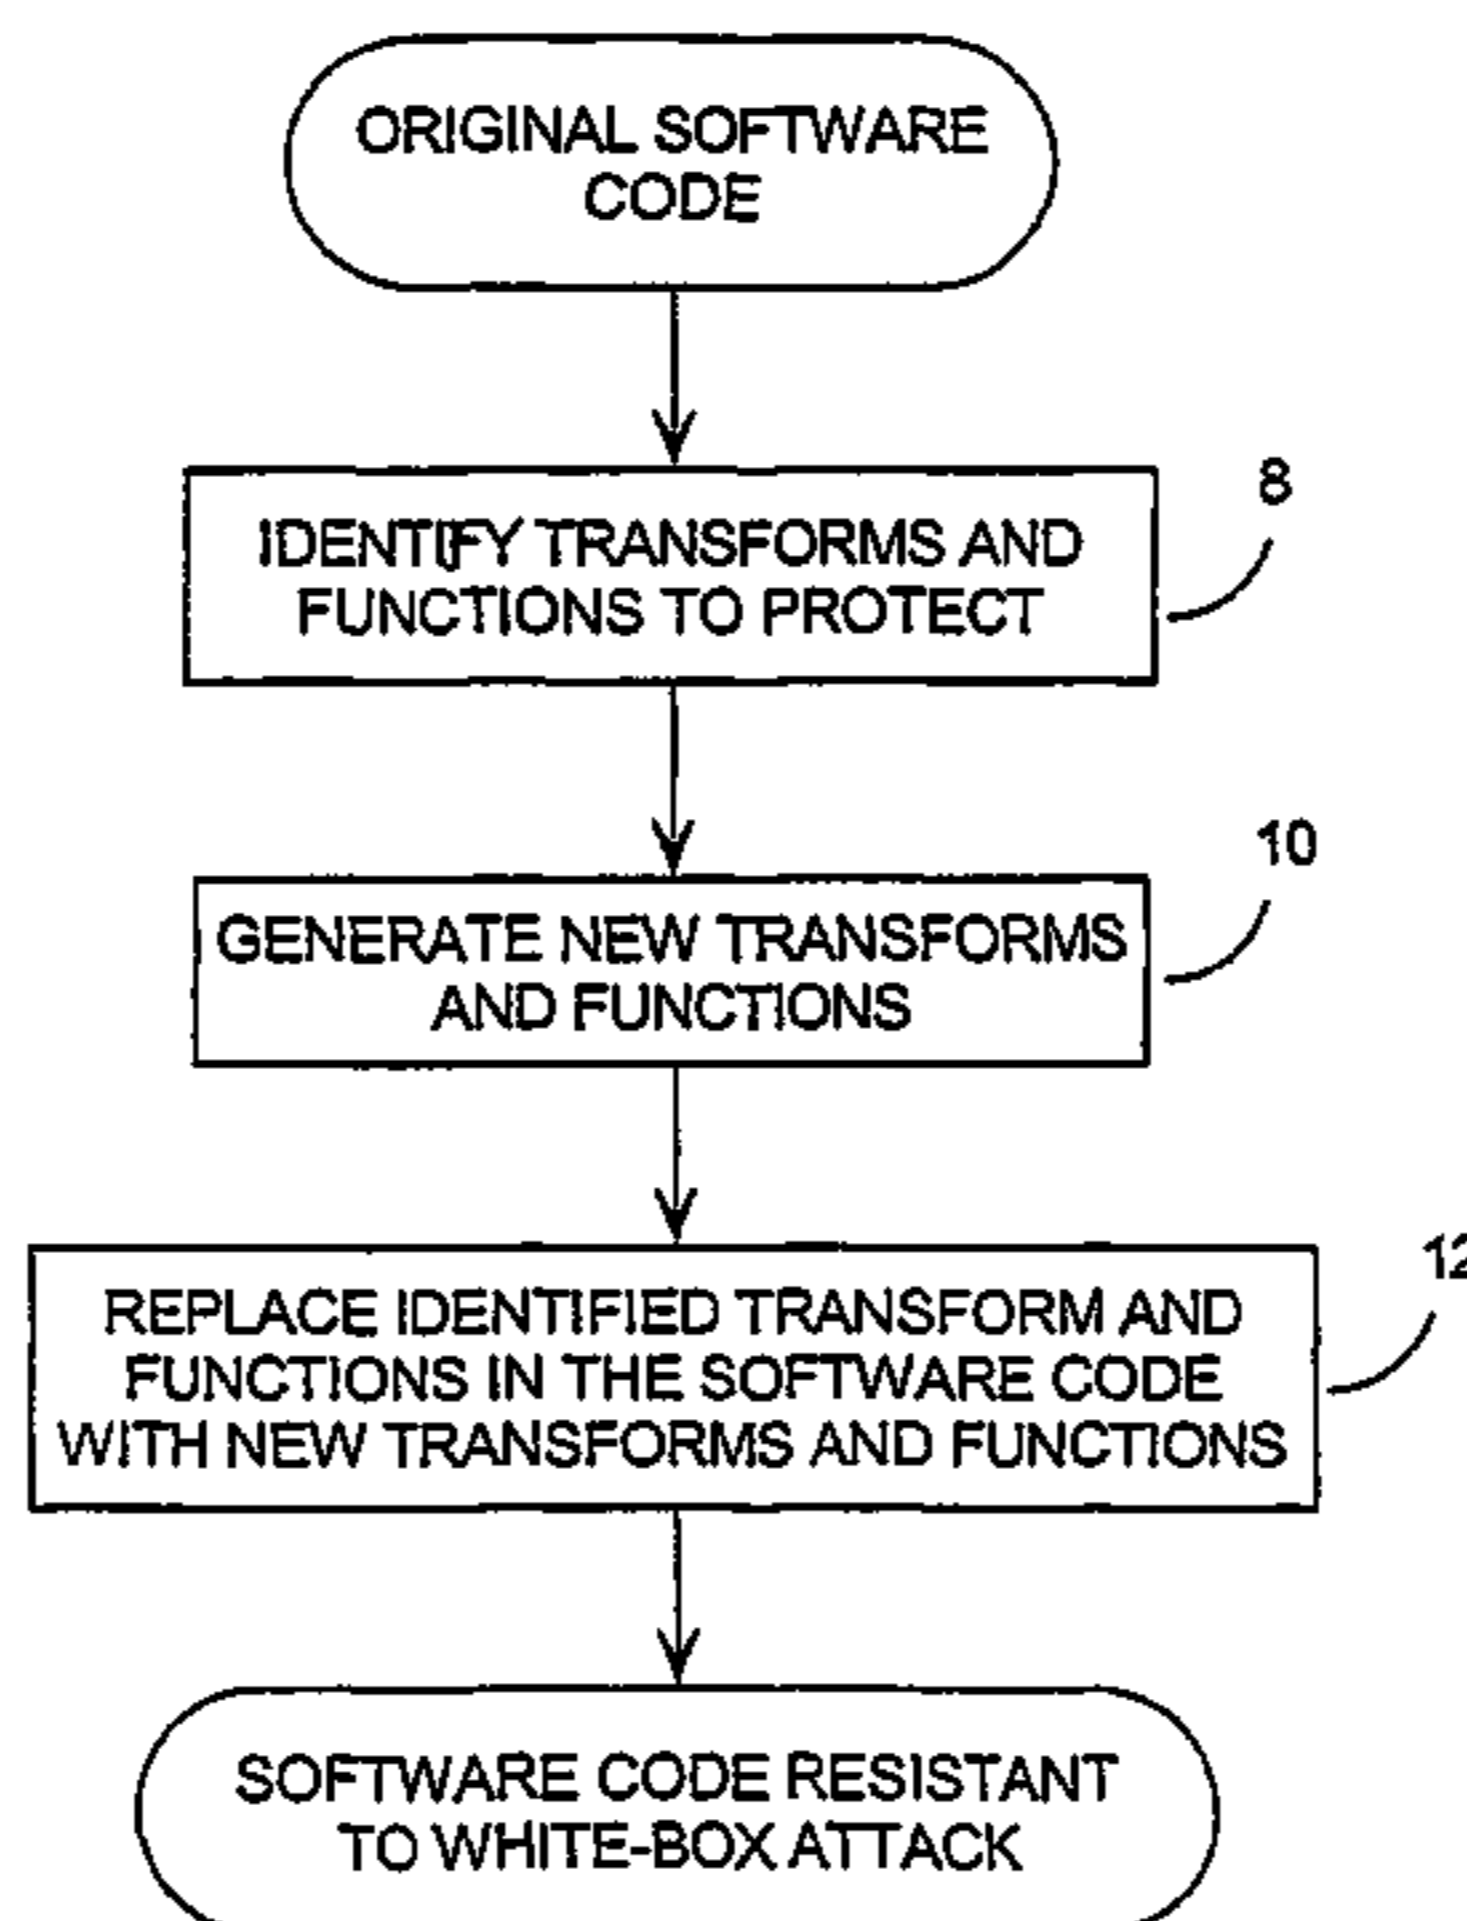 ORIGINAL SOFTWARE
CODE
8
IDENTIFY TRANSFORMS AND
FUNCTIONS TO PROTECT
10
GENERATE NEW TRANSFORMS
AND FUNCTIONS
12
REPLACE IDENTIFIED TRANSFORM AND
FUNCTIONS IN THE SOFTWARE CODE
WITH NEW TRANSFORMS AND FUNCTIONS
SOFTWARE CODE RESISTANT
TO WHITE-BOX ATTACK